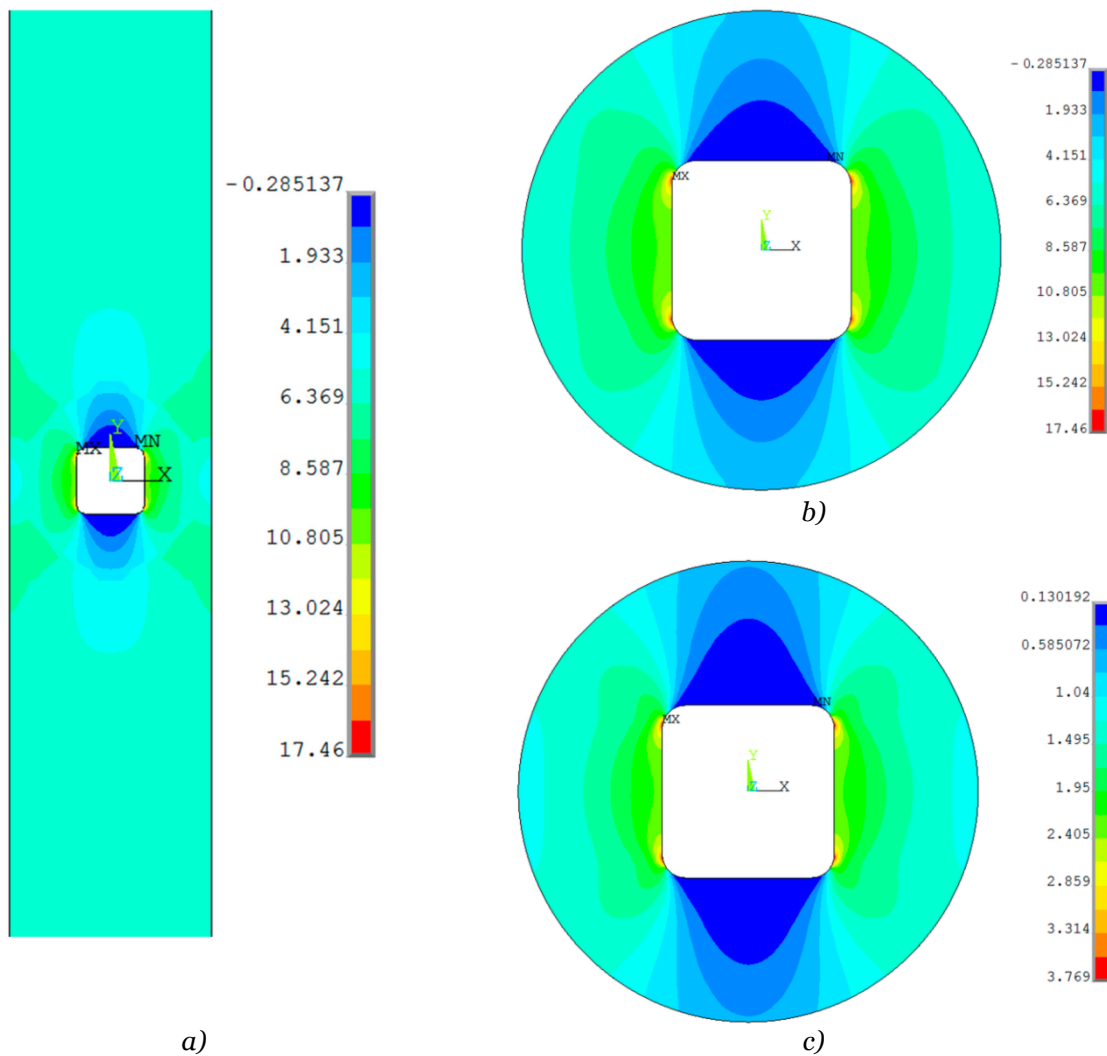 -0.285137
1.933
4.151
6.369
8.587
10.805
13.024
15.242
17.46
MX
MN
Y
Z
X
a)
-0.285137
1.933
4.151
6.369
8.587
10.805
13.024
15.242
17.46
MX
MN
Y
Z
X
b)
0.130192
0.585072
1.04
1.495
1.95
2.405
2.859
3.314
3.769
MX
MN
Y
Z
X
c)